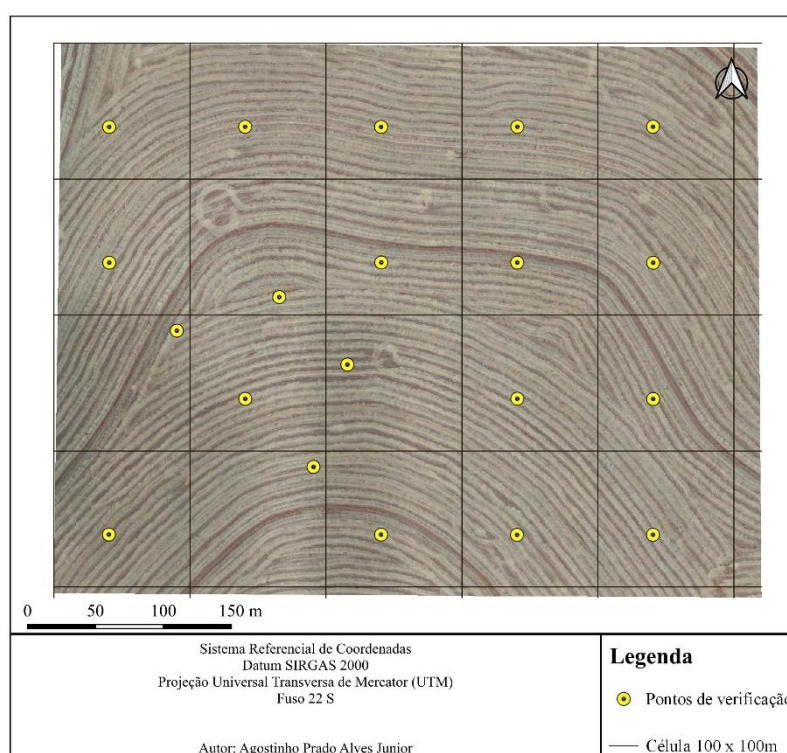 0 50 100 150 m
Sistema Referencial de Coordenadas
Datum SIRGAS 2000
Projeção Universal Transversa de Mercator (UTM)
Fuso 22 S
Autor: Agostinho Prado Alves Junior
Legenda
Pontos de verificação
Célula 100 x 100m